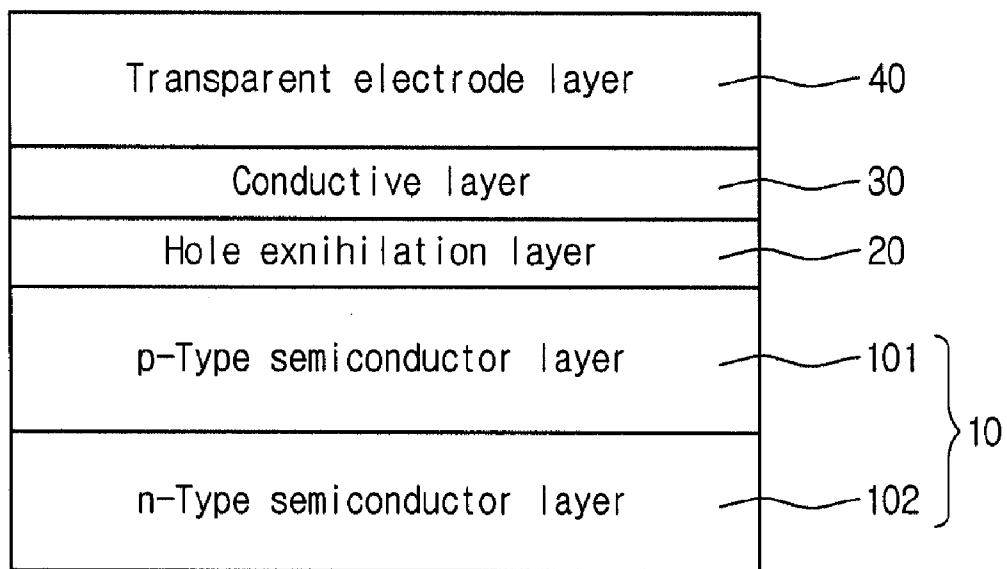 Transparent electrode layer 40
Conductive layer 30
Hole exnihilation layer 20
p-Type semiconductor layer 101
10
n-Type semiconductor layer 102